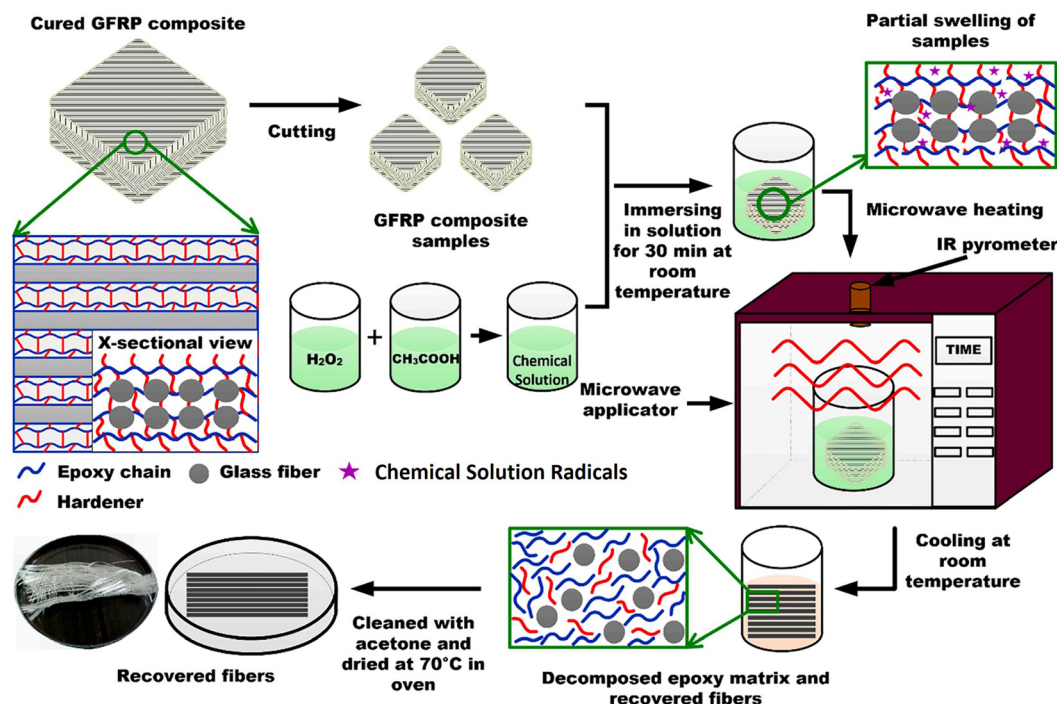 Cured GFRP composite
Cutting
GFRP composite
samples
Partial swelling of
samples
Immersing
in solution
for 30 min at
room
temperature
Microwave heating
IR pyrometer
X-sectional view
H₂O₂
+
CH₃COOH
Chemical
Solution
Microwave
applicator
TIME
Epoxy chain
Glass fiber
Chemical Solution Radicals
Hardener
Cooling at
room
temperature
Decomposed epoxy matrix and
recovered fibers
Cleaned with
acetone and
dried at 70°C in
oven
Recovered fibers